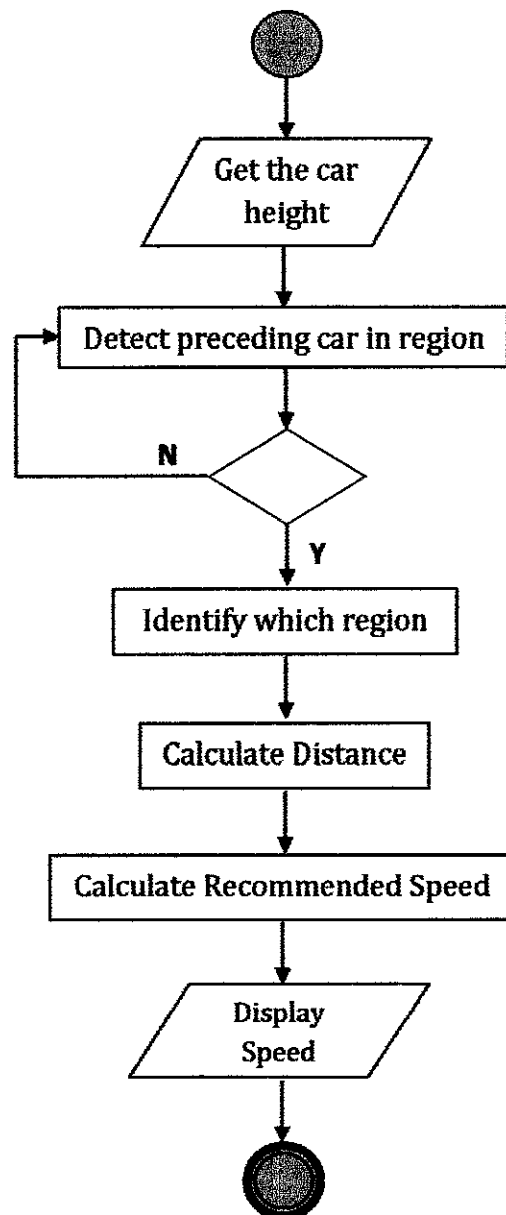 Get the car
height
Detect preceding car in region
N
Y
Identify which region
Calculate Distance
Calculate Recommended Speed
Display
Speed